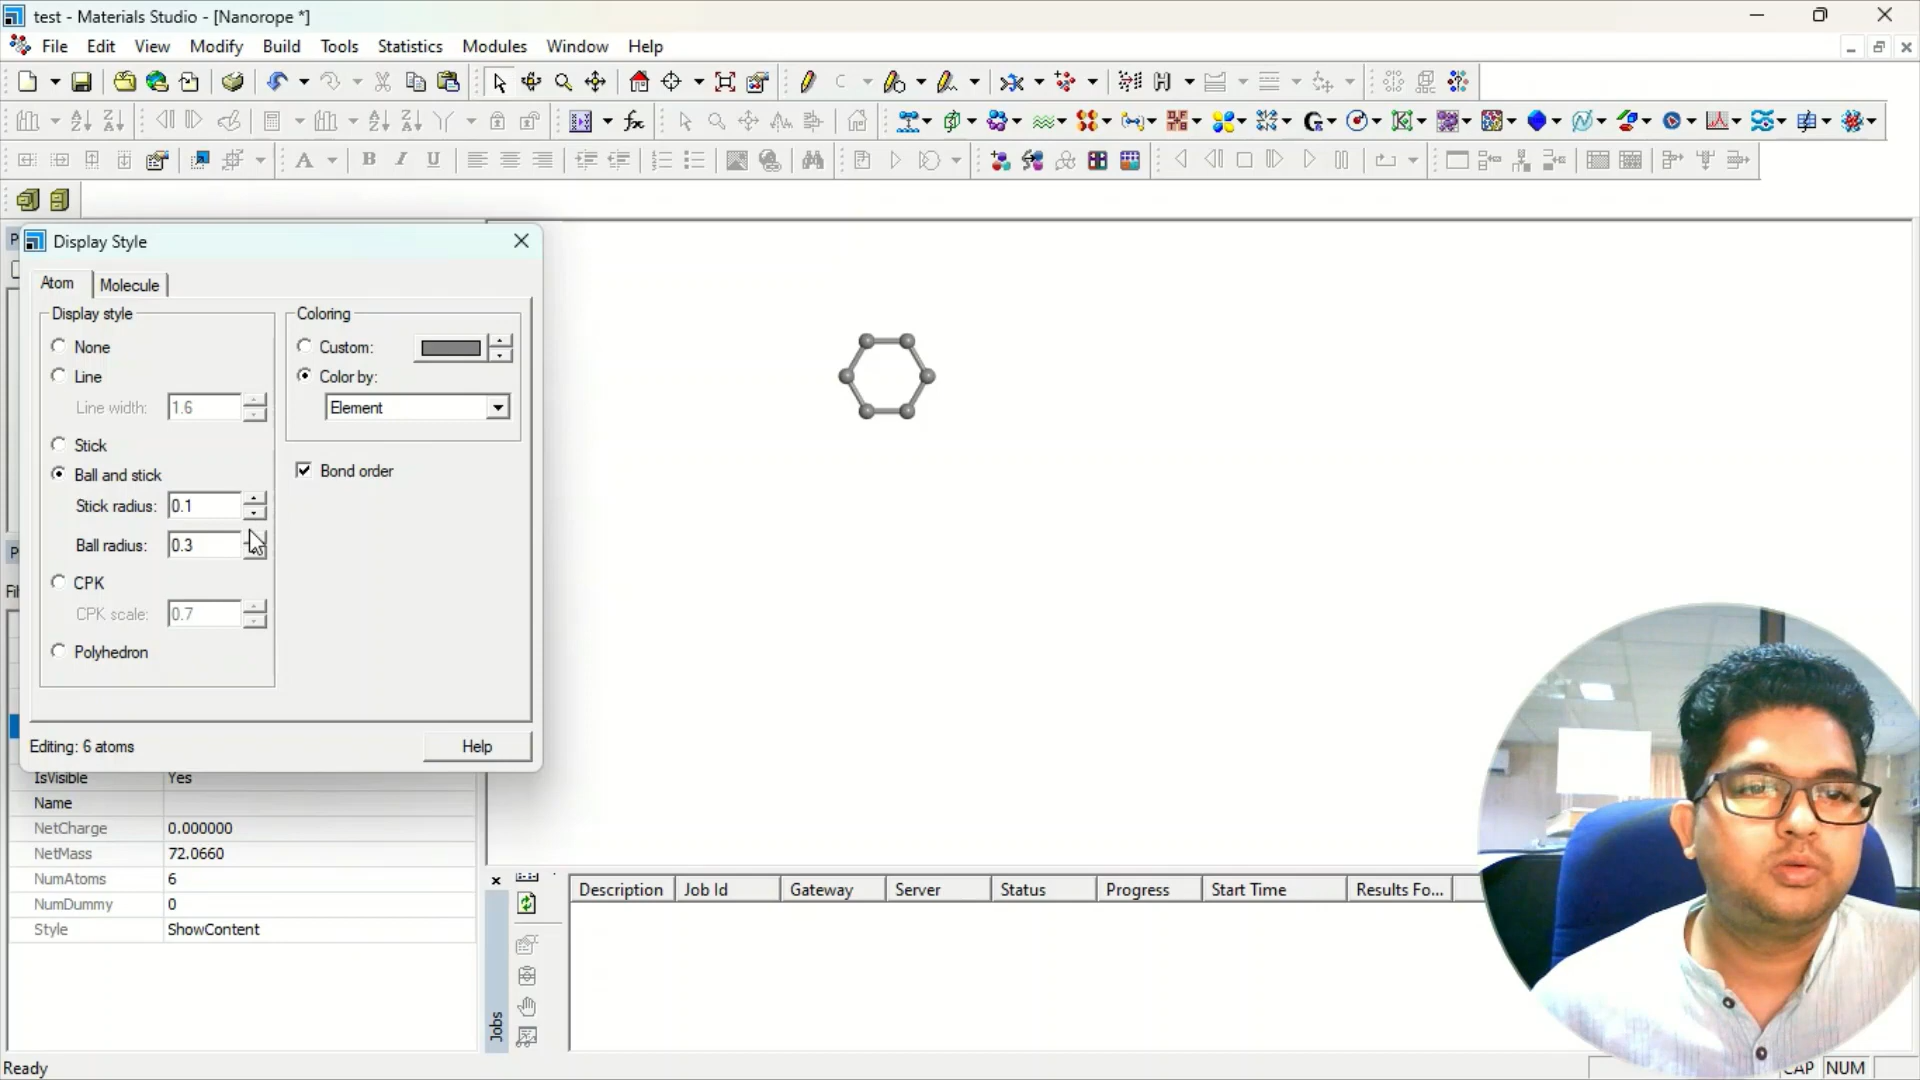 test - Materials Studio - [Nanorope *]
File Edit View Modify Build Tools Statistics Modules Window Help
Display Style
Atom Molecule
Display style
None
Line
Line width: 1.6
Stick
Ball and stick
Stick radius: 0.1
Ball radius: 0.3
CPK
CPK scale: 0.7
Polyhedron
Coloring
Custom:
Color by:
Element
Bond order
Editing: 6 atoms
Help
IsVisible Yes
Name
NetCharge 0.000000
NetMass 72.0660
NumAtoms 6
NumDummy 0
Style ShowContent
Jobs
Description Job Id Gateway Server Status Progress Start Time Results Fo...
Ready
CAP NUM